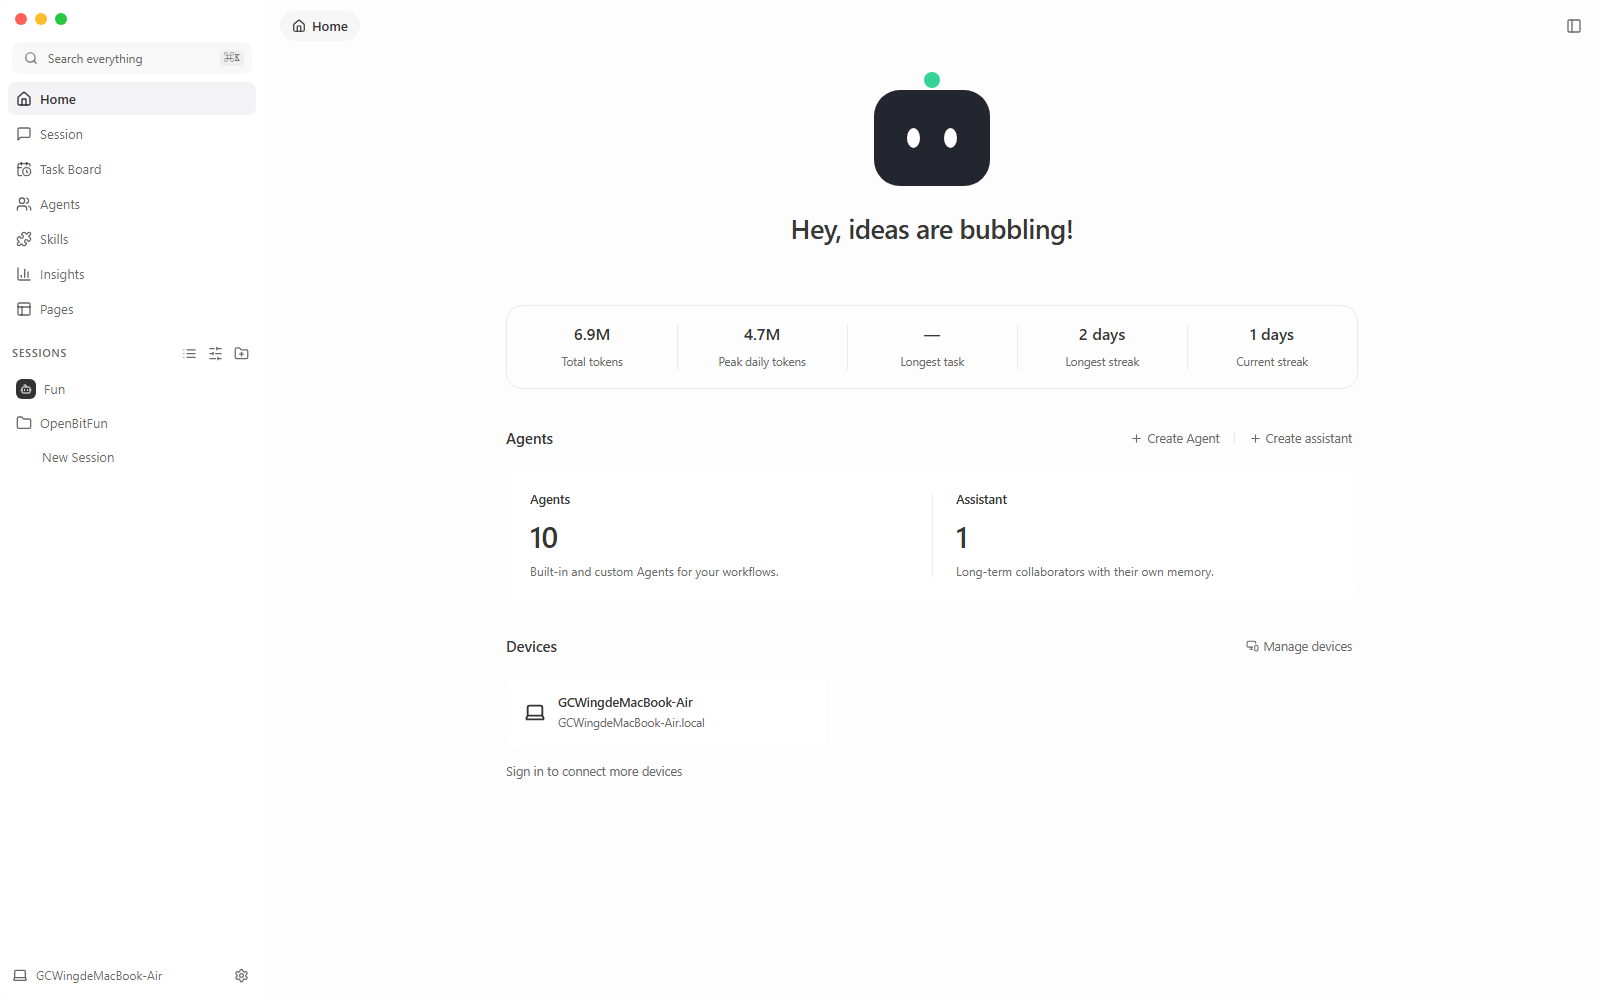 Search everything ⌘K
Home
Session
Task Board
Agents
Skills
Insights
Pages
SESSIONS
Fun
OpenBitFun
New Session
GCWingdeMacBook-Air
Home
Hey, ideas are bubbling!
6.9M
Total tokens
4.7M
Peak daily tokens
—
Longest task
2 days
Longest streak
1 days
Current streak
Agents
+ Create Agent
+ Create assistant
Agents
10
Built-in and custom Agents for your workflows.
Assistant
1
Long-term collaborators with their own memory.
Devices
Manage devices
GCWingdeMacBook-Air
GCWingdeMacBook-Air.local
Sign in to connect more devices